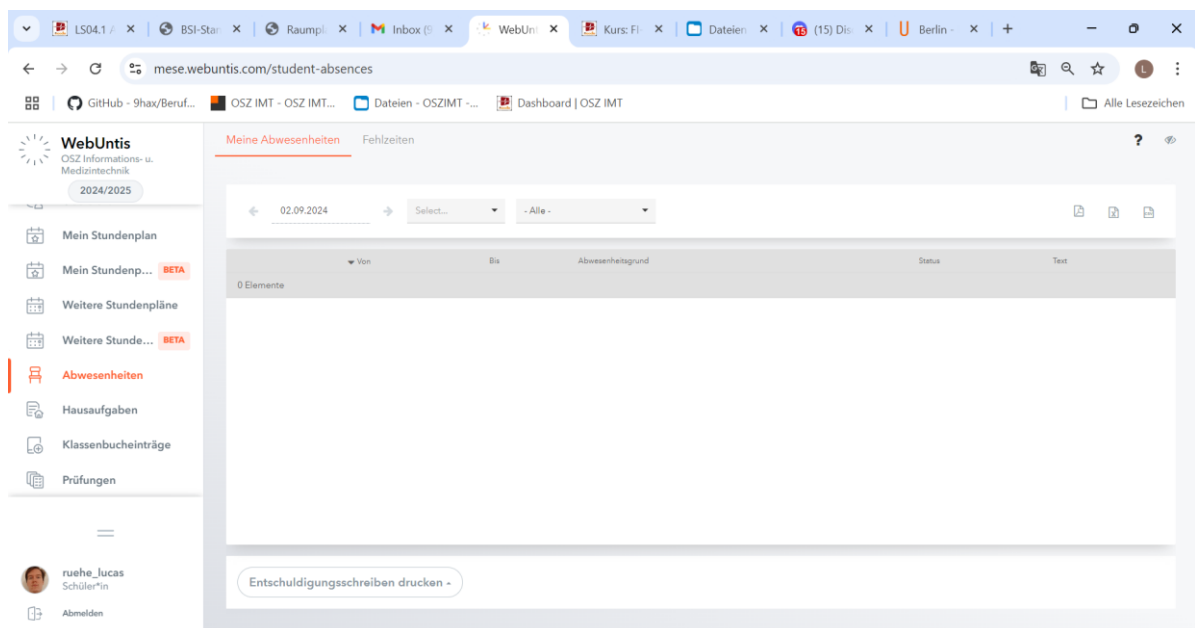 LS04.1 A
BSI-Stan
Raumpl
Inbox (9
WebUnt
Kurs: FI-
Dateien
(15) Dis
Berlin -
mese.webuntis.com/student-absences
L
GitHub - 9hax/Beruf...
OSZ IMT - OSZ IMT...
Dateien - OSZIMT -...
Dashboard | OSZ IMT
Alle Lesezeichen
WebUntis
OSZ Informations- u.
Medizintechnik
2024/2025
Mein Stundenplan
Mein Stundenp... BETA
Weitere Stundenpläne
Weitere Stunde... BETA
Abwesenheiten
Hausaufgaben
Klassenbucheinträge
Prüfungen
ruehe_lucas
Schüler*in
Abmelden
Meine Abwesenheiten
Fehlzeiten
?
02.09.2024
Select...
- Alle -
Von
Bis
Abwesenheitsgrund
Status
Text
0 Elemente
Entschuldigungsschreiben drucken